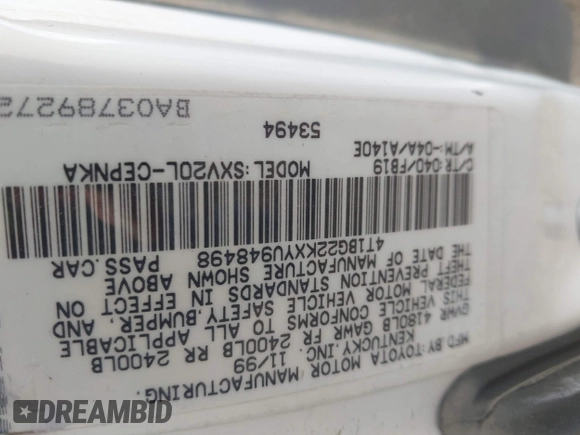 MFD.BY:TOYOTA MOTOR MANUFACTURING.
KENTUCKY,INC. 11/99
GVWR 4180LB GAWR FR 2400LB RR 2400LB
THIS VEHICLE CONFORMS TO ALL APPLICABLE
FEDERAL MOTOR VEHICLE SAFETY,BUMPER, AND
THEFT PREVENTION STANDARDS IN EFFECT ON
THE DATE OF MANUFACTURE SHOWN ABOVE
4T1BG22KXYU948498 PASS.CAR
C/TR:040/FB19 MODEL:SXV20L-CEPNKA
A/TM:-04A/A140E
53494
BA03789272
DREAMBID